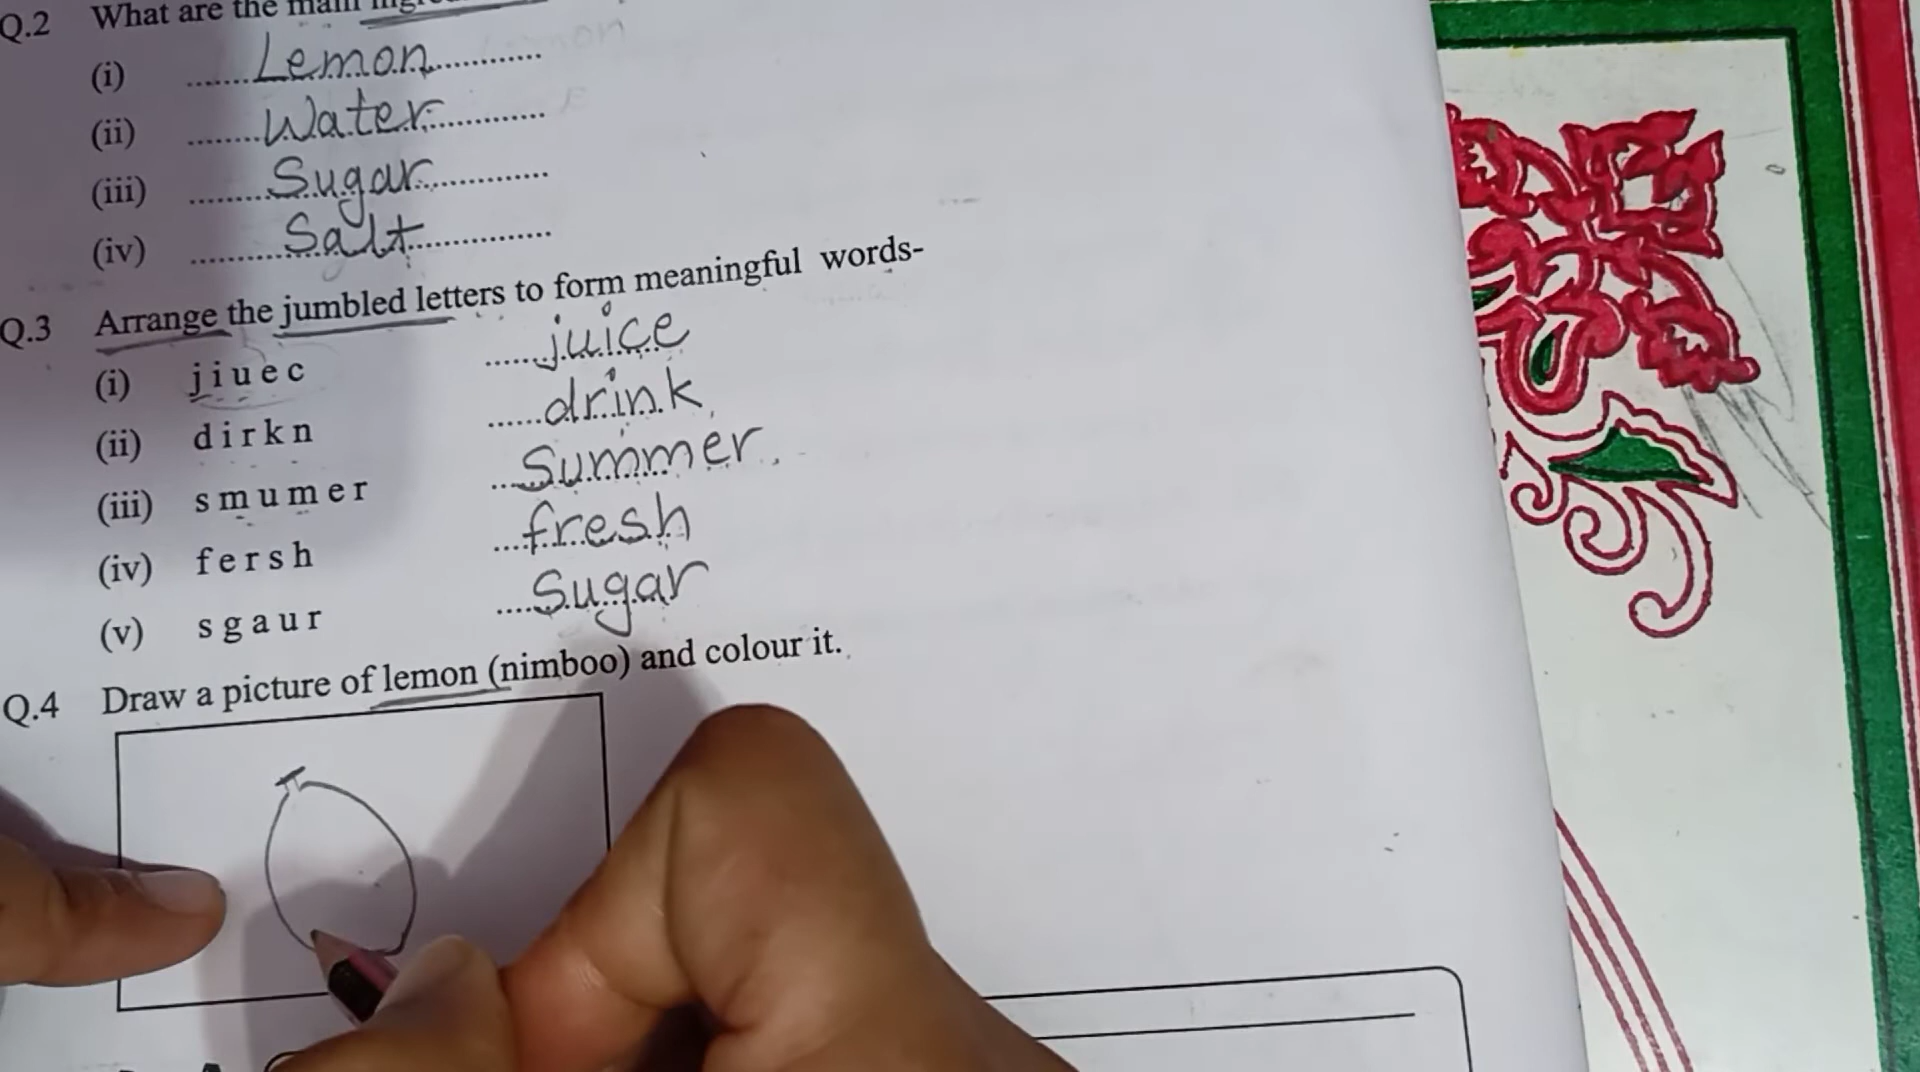 Q.2 What are the main
(i) Lemon
(ii) Water
(iii) Sugar
(iv) Salt
Q.3 Arrange the jumbled letters to form meaningful words-
(i) j i u e c juice
(ii) d i r k n drink
(iii) s m u m e r Summer
(iv) f e r s h fresh
(v) s g a u r Sugar
Q.4 Draw a picture of lemon (nimboo) and colour it.